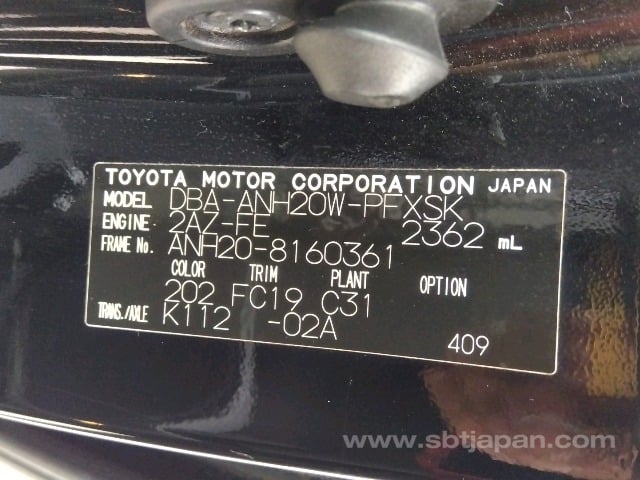 TOYOTA MOTOR CORPORATION JAPAN
MODEL DBA-ANH20W-PFXSK
ENGINE 2AZ-FE 2362 mL
FRAME No. ANH20-8160361
COLOR TRIM PLANT OPTION
202 FC19 C31
TRANS./AXLE K112 -02A
409
www.sbtjapan.com